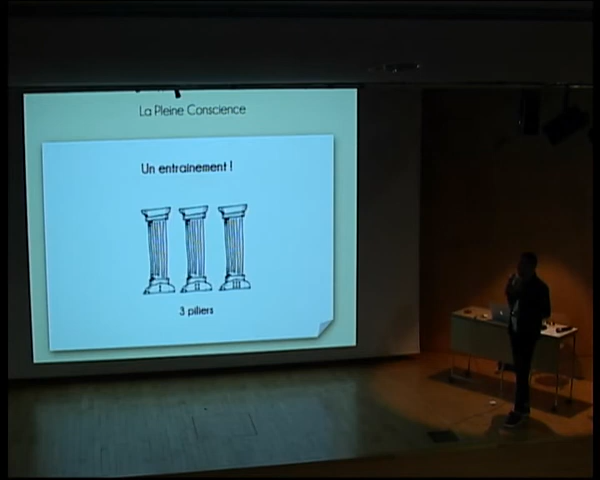 La Pleine Conscience
Un entrainement !
3 piliers